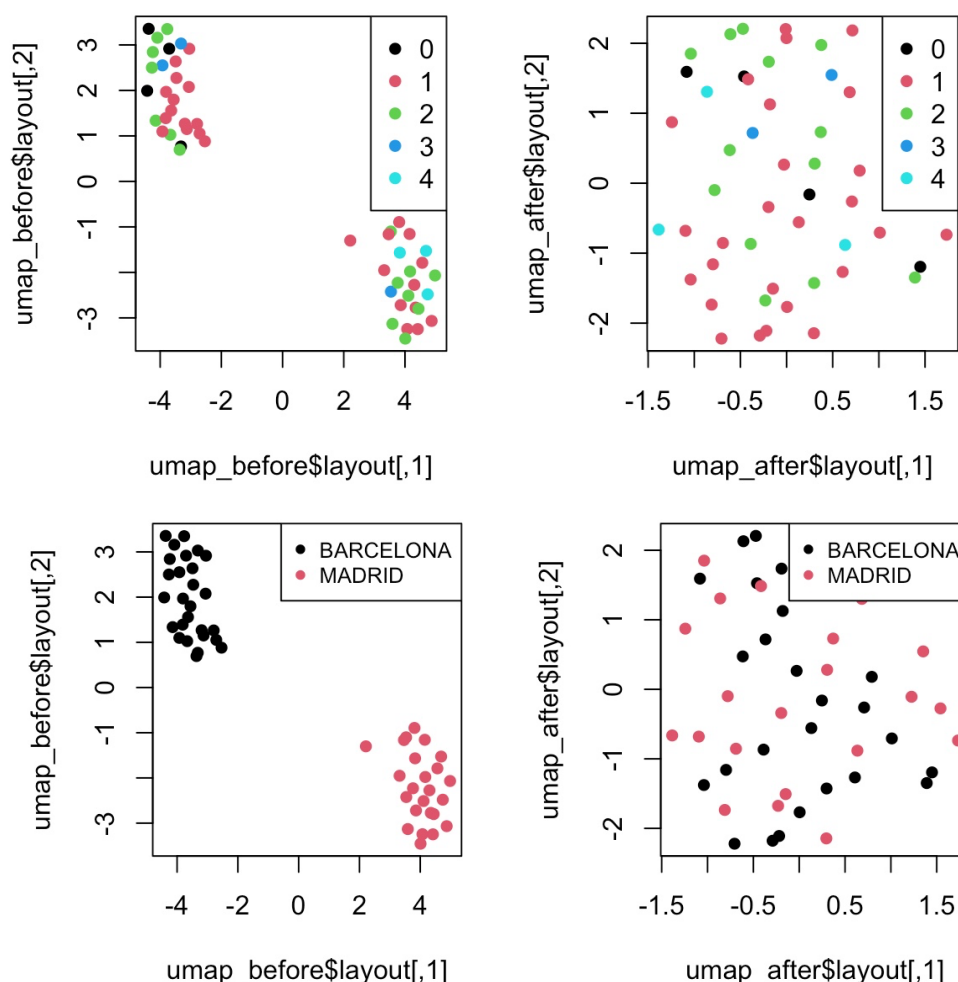 umap_before$layout[,2]
3
2
1
0
-1
-3
-4 -2 0 2 4
umap_before$layout[,1]
0
1
2
3
4
umap_after$layout[,2]
2
1
0
-1
-2
-1.5 -0.5 0.5 1.5
umap_after$layout[,1]
0
1
2
3
4
umap_before$layout[,2]
3
2
1
0
-1
-3
-4 -2 0 2 4
umap_before$layout[,1]
BARCELONA
MADRID
umap_after$layout[,2]
2
1
0
-1
-2
-1.5 -0.5 0.5 1.5
umap_after$layout[,1]
BARCELONA
MADRID